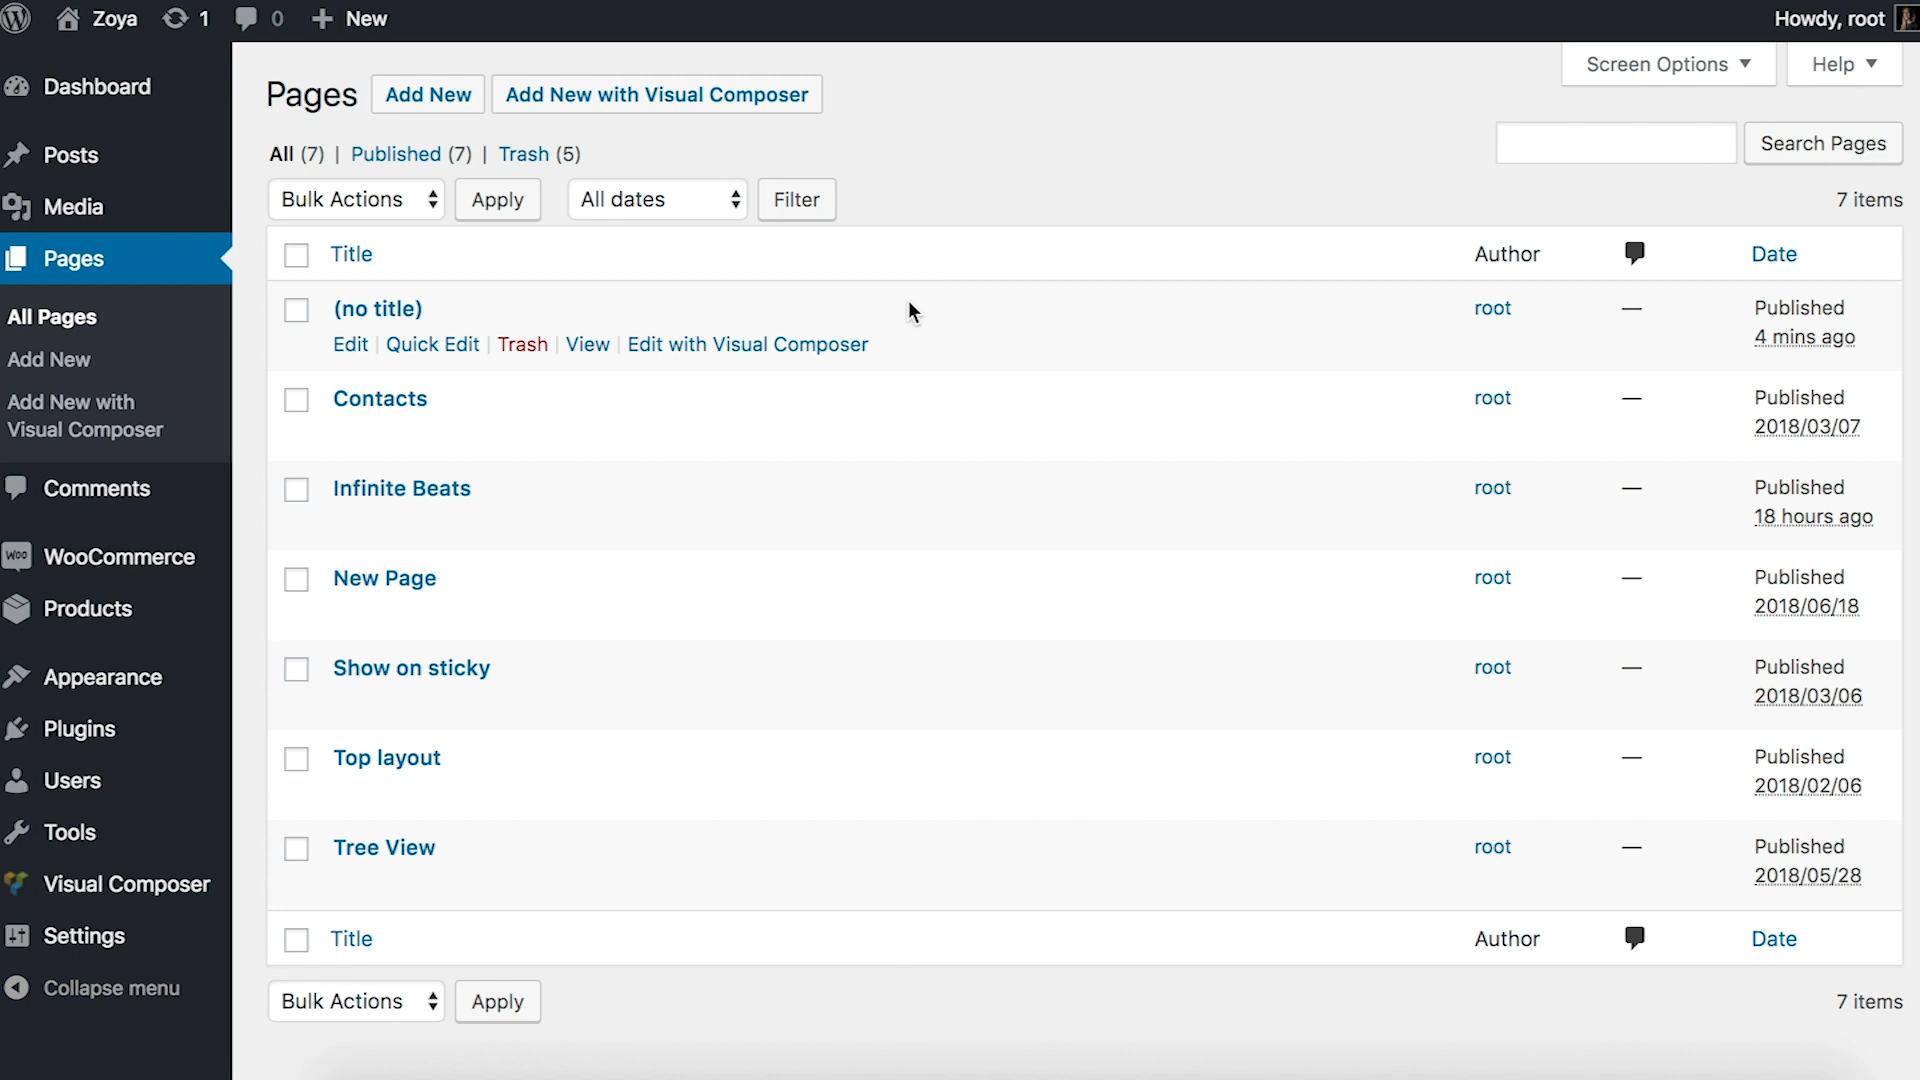 Zoya 1 0 New Howdy, root
Screen Options Help
Dashboard
Posts
Media
Pages
All Pages
Add New
Add New with
Visual Composer
Comments
Woo WooCommerce
Products
Appearance
Plugins
Users
Tools
Visual Composer
Settings
Collapse menu
Pages Add New Add New with Visual Composer
Search Pages
All (7) | Published (7) | Trash (5)
Bulk Actions Apply All dates Filter 7 items
Title Author Date
(no title) root — Published
4 mins ago
Edit | Quick Edit | Trash | View | Edit with Visual Composer
Contacts root — Published
2018/03/07
Infinite Beats root — Published
18 hours ago
New Page root — Published
2018/06/18
Show on sticky root — Published
2018/03/06
Top layout root — Published
2018/02/06
Tree View root — Published
2018/05/28
Title Author Date
Bulk Actions Apply 7 items